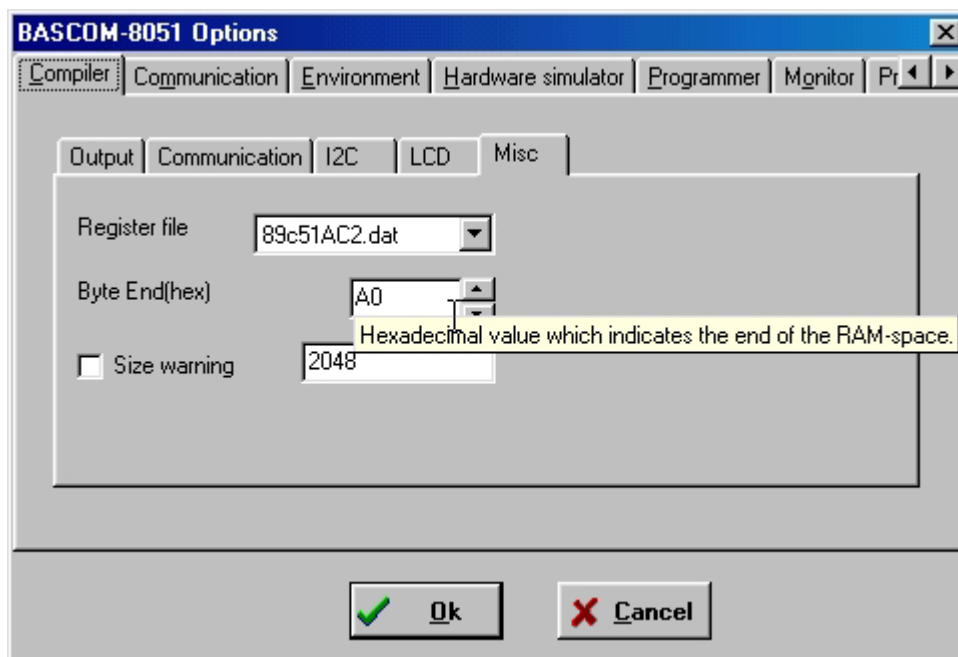 BASCOM-8051 Options
Compiler Communication Environment Hardware simulator Programmer Monitor Pr
Output Communication I2C LCD Misc
Register file 89c51AC2.dat
Byte End(hex) A0
Hexadecimal value which indicates the end of the RAM-space.
Size warning 2048
Ok Cancel